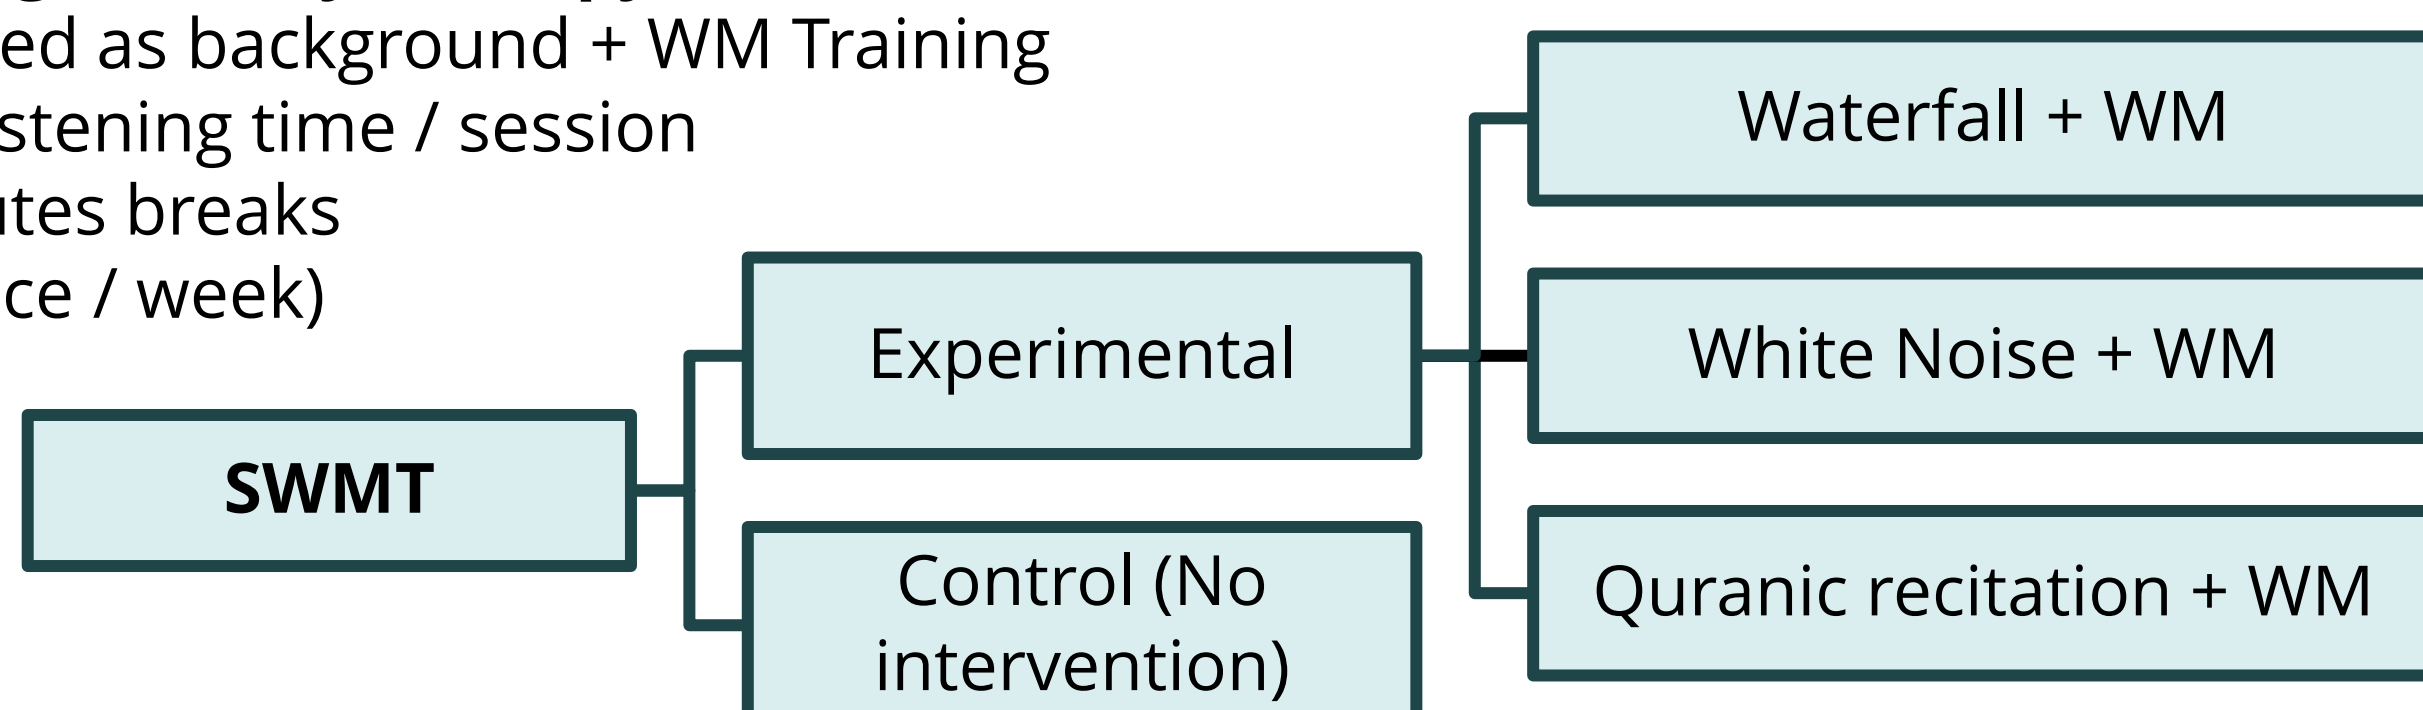 ed as background + WM Training
stening time / session
utes breaks
ce / week)
Waterfall + WM
Experimental
White Noise + WM
SWMT
Control (No
intervention)
Quranic recitation + WM